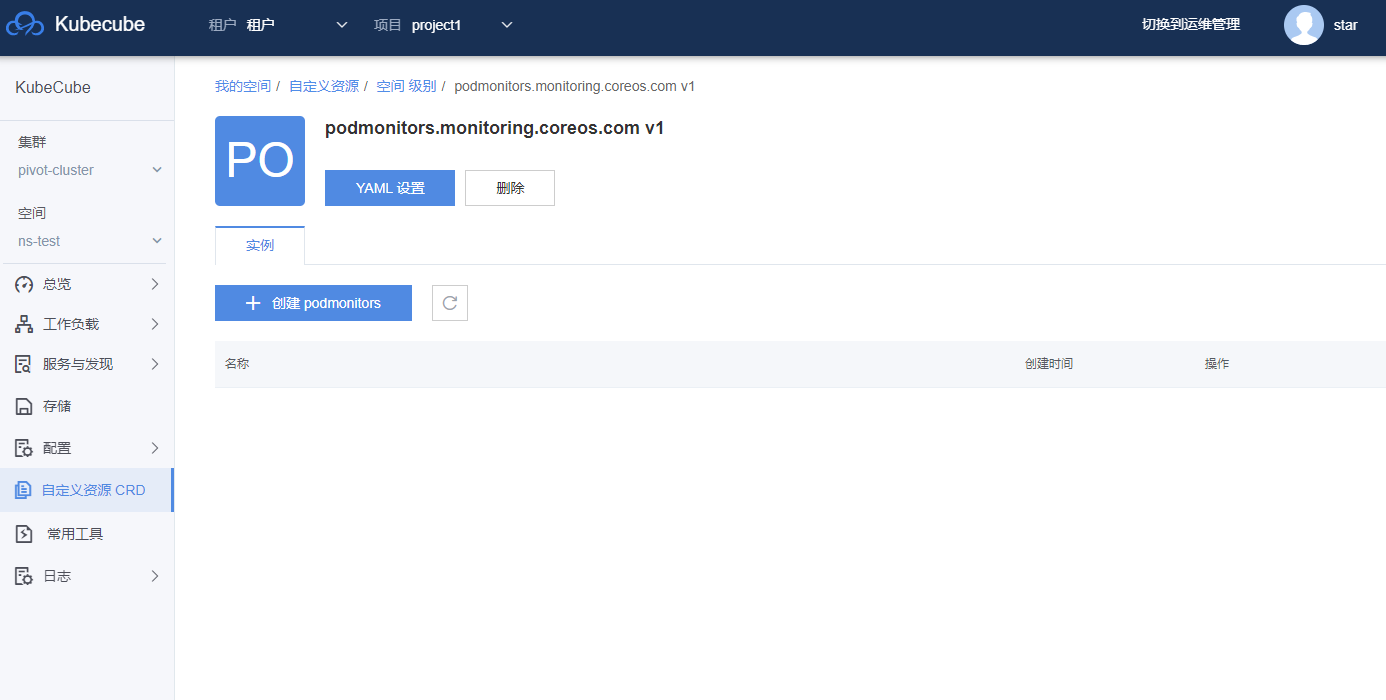 Kubecube 租户 租户 项目 project1 切换到运维管理 star
KubeCube
集群
pivot-cluster
空间
ns-test
总览
工作负载
服务与发现
存储
配置
自定义资源 CRD
常用工具
日志
我的空间 / 自定义资源 / 空间 级别 / podmonitors.monitoring.coreos.com v1
PO
podmonitors.monitoring.coreos.com v1
YAML 设置 删除
实例
创建 podmonitors
名称 创建时间 操作